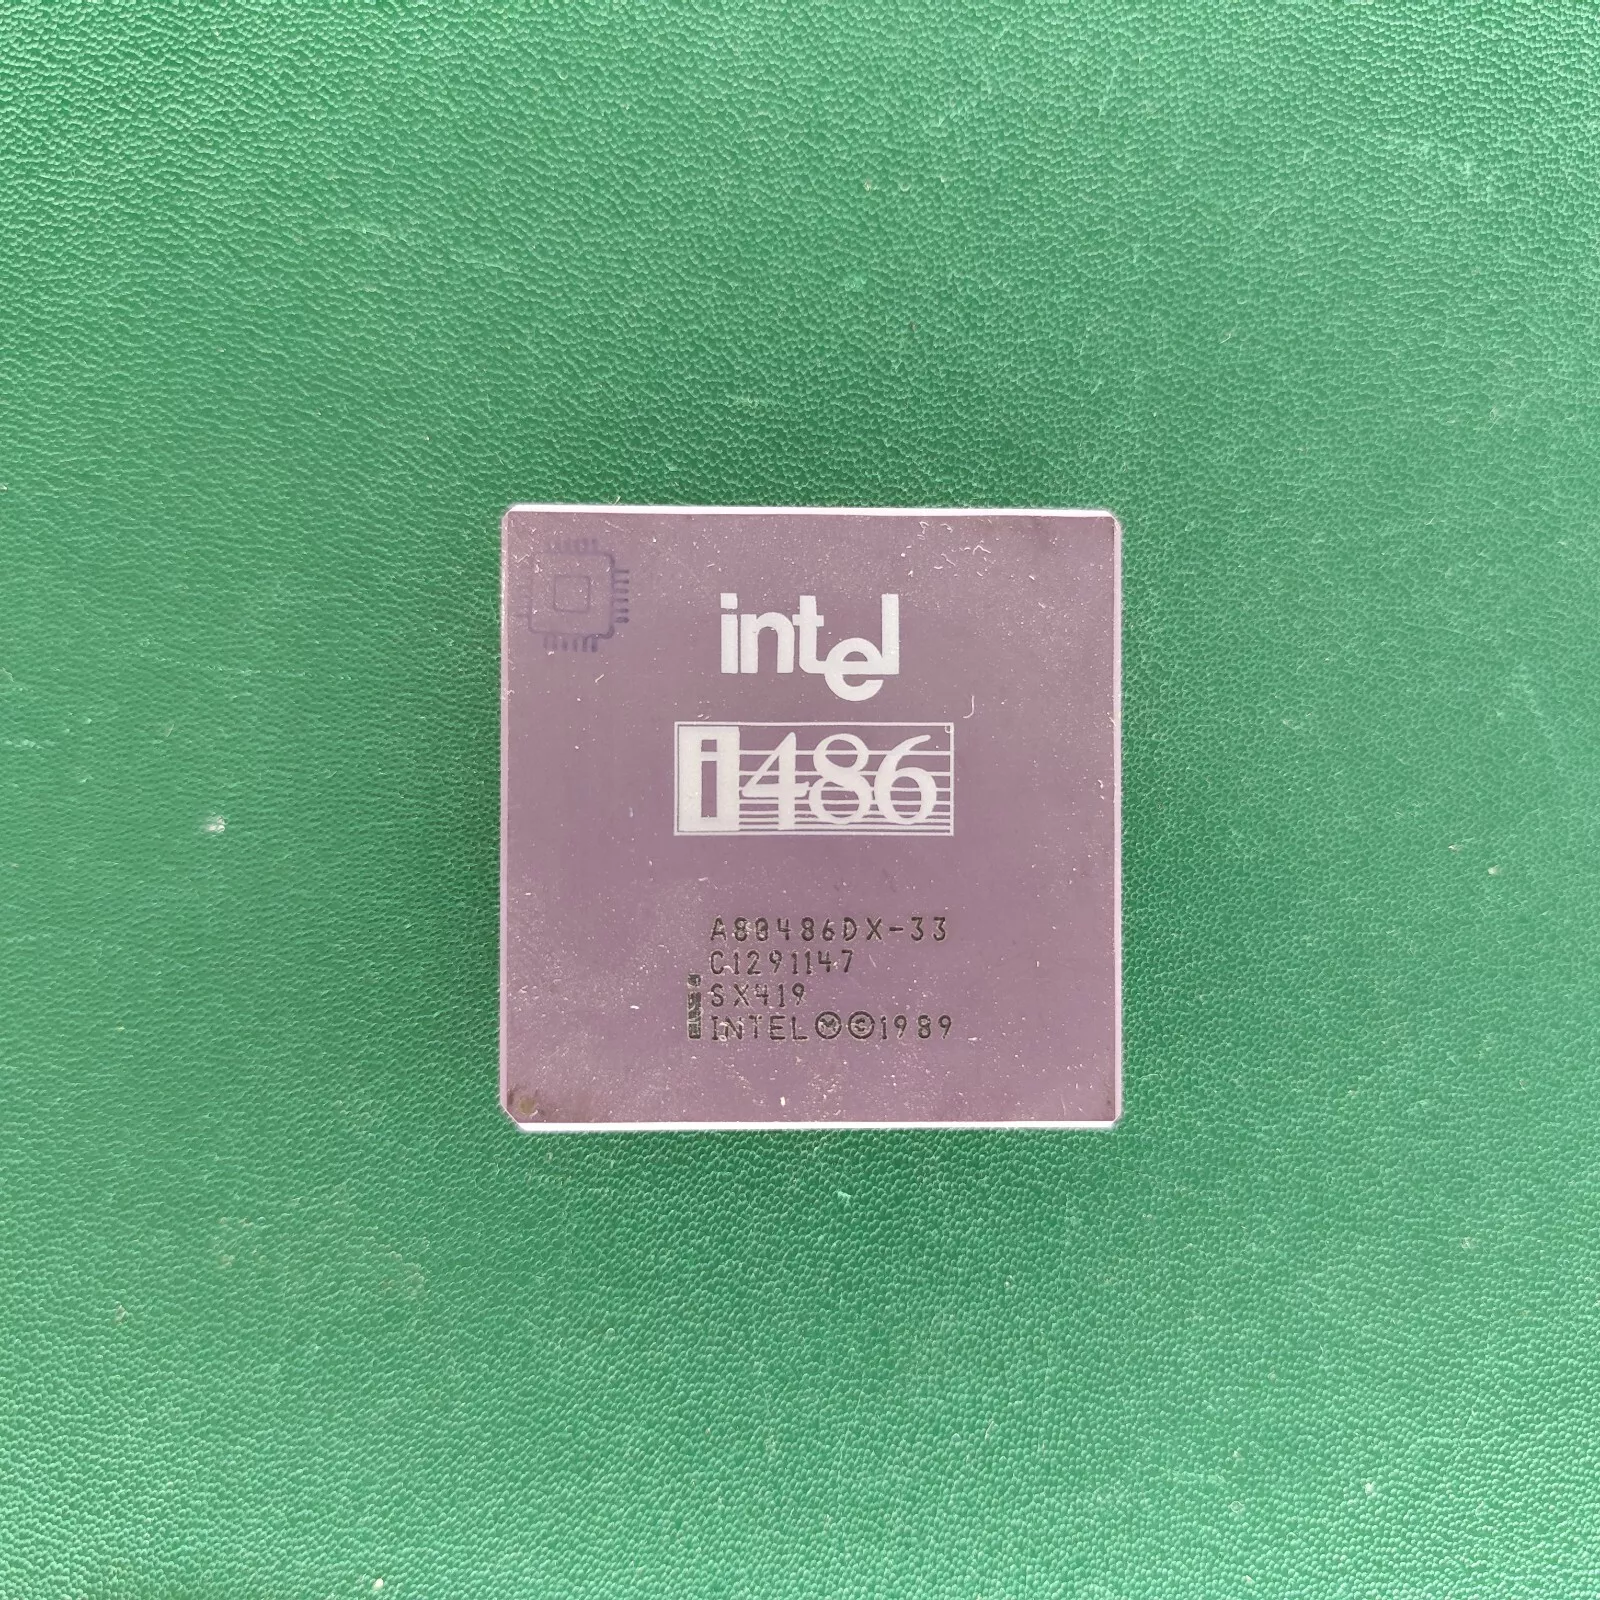 intel
i486
A80486DX-33
C1291147
SX419
INTEL Ⓜ©1989